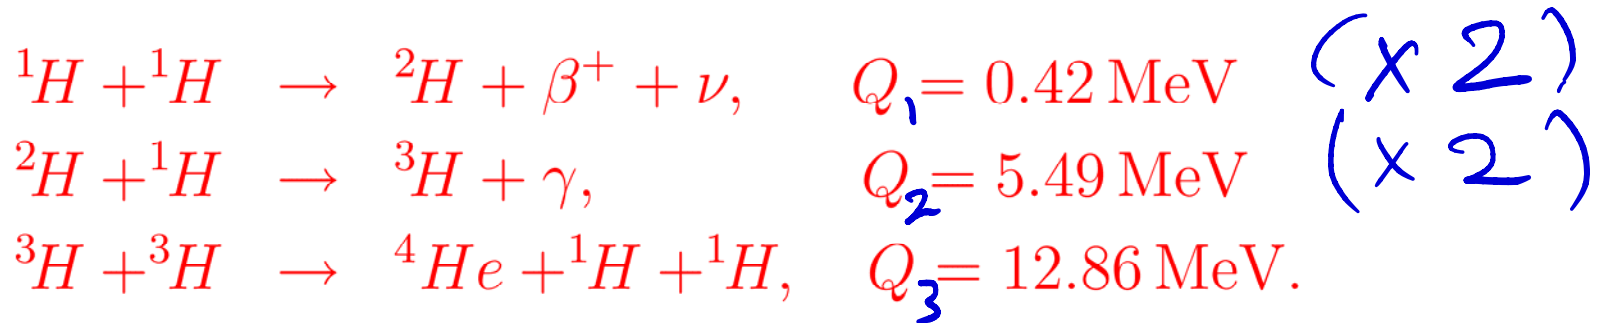 ¹H +¹H → ²H + β⁺ + ν, Q₁= 0.42 MeV (× 2)
²H +¹H → ³H + γ, Q₂= 5.49 MeV (× 2)
³H +³H → ⁴He +¹H +¹H, Q₃= 12.86 MeV.